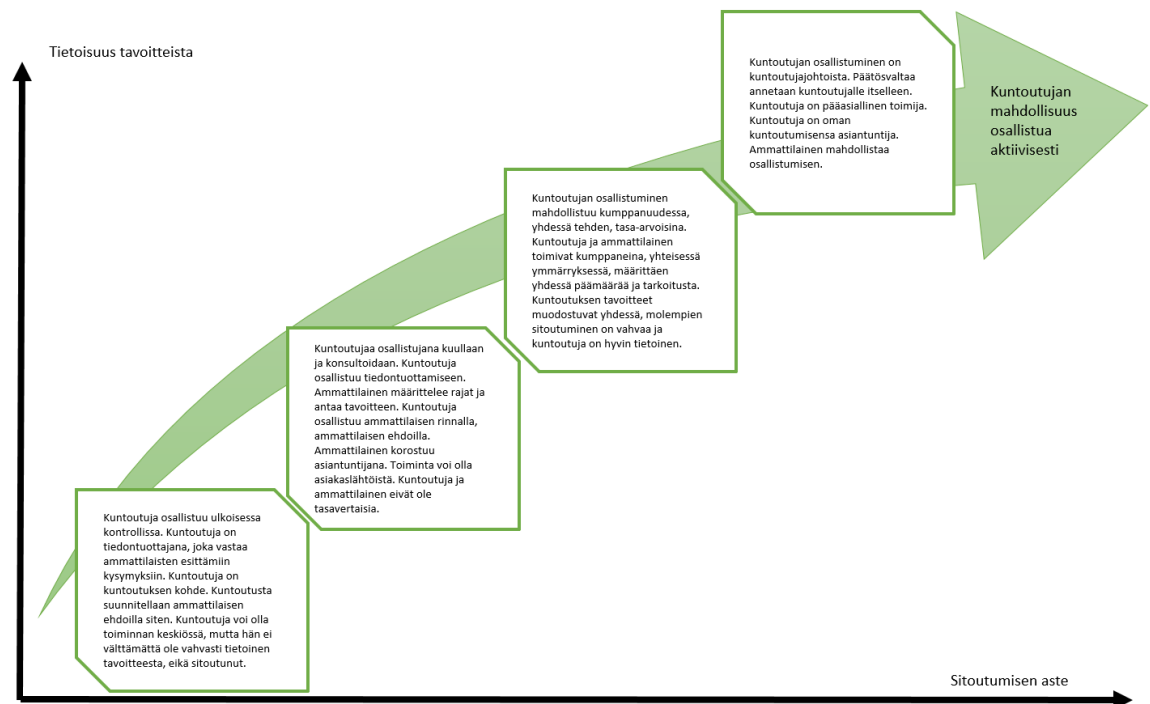 Tietoisuus tavoitteista
Kuntoutujan osallistuminen on
kuntoutujajohtoista. Päätösvaltaa
annetaan kuntoutujalle itselleen.
Kuntoutuja on pääasiallinen toimija.
Kuntoutuja on oman
kuntoutumisensa asiantuntija.
Ammattilainen mahdollistaa
osallistumisen.
Kuntoutujan
mahdollisuus
osallistua
aktiivisesti
Kuntoutujan osallistuminen
mahdollistuu kumppanuudessa,
yhdessä tehden, tasa-arvoisina.
Kuntoutuja ja ammattilainen
toimivat kumppaneina, yhteisessä
ymmärryksessä, määrittäen
yhdessä päämäärää ja tarkoitusta.
Kuntoutuksen tavoitteet
muodostuvat yhdessä, molempien
sitoutuminen on vahvaa ja
kuntoutuja on hyvin tietoinen.
Kuntoutujaa osallistujana kuullaan
ja konsultoidaan. Kuntoutuja
osallistuu tiedontuottamiseen.
Ammattilainen määrittelee rajat ja
antaa tavoitteen. Kuntoutuja
osallistuu ammattilaisen rinnalla,
ammattilaisen ehdoilla.
Ammattilainen korostuu
asiantuntijana. Toiminta voi olla
asiakaslähtöistä. Kuntoutuja ja
ammattilainen eivät ole
tasavertaisia.
Kuntoutuja osallistuu ulkoisessa
kontrollissa. Kuntoutuja on
tiedontuottajana, joka vastaa
ammattilaisten esittämiin
kysymyksiin. Kuntoutuja on
kuntoutuksen kohde. Kuntoutusta
suunnitellaan ammattilaisen
ehdoilla siten. Kuntoutuja voi olla
toiminnan keskiössä, mutta hän ei
välttämättä ole vahvasti tietoinen
tavoitteesta, eikä sitoutunut.
Sitoutumisen aste